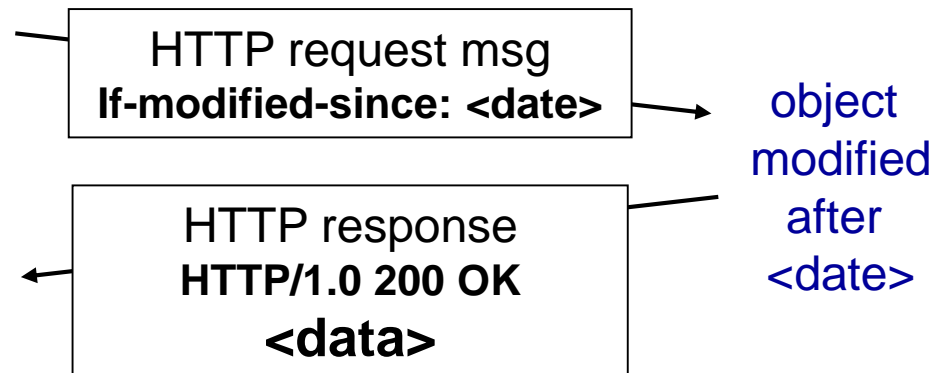 HTTP request msg
If-modified-since: <date>
object
modified
after
<date>
HTTP response
HTTP/1.0 200 OK
<data>